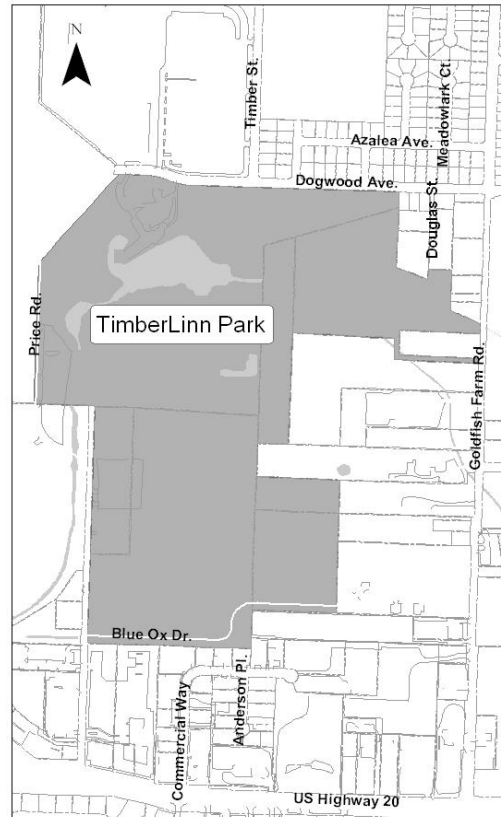 N
Timber St.
Meadowlark Ct.
Azalea Ave.
Dogwood Ave.
Douglas St.
Price Rd.
TimberLinn Park
Goldfish Farm Rd.
Blue Ox Dr.
Commercial Way
Anderson Pl.
US Highway 20